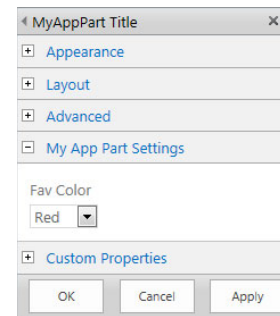 MyAppPart Title
Appearance
Layout
Advanced
My App Part Settings
Fav Color
Red
Custom Properties
OK Cancel Apply